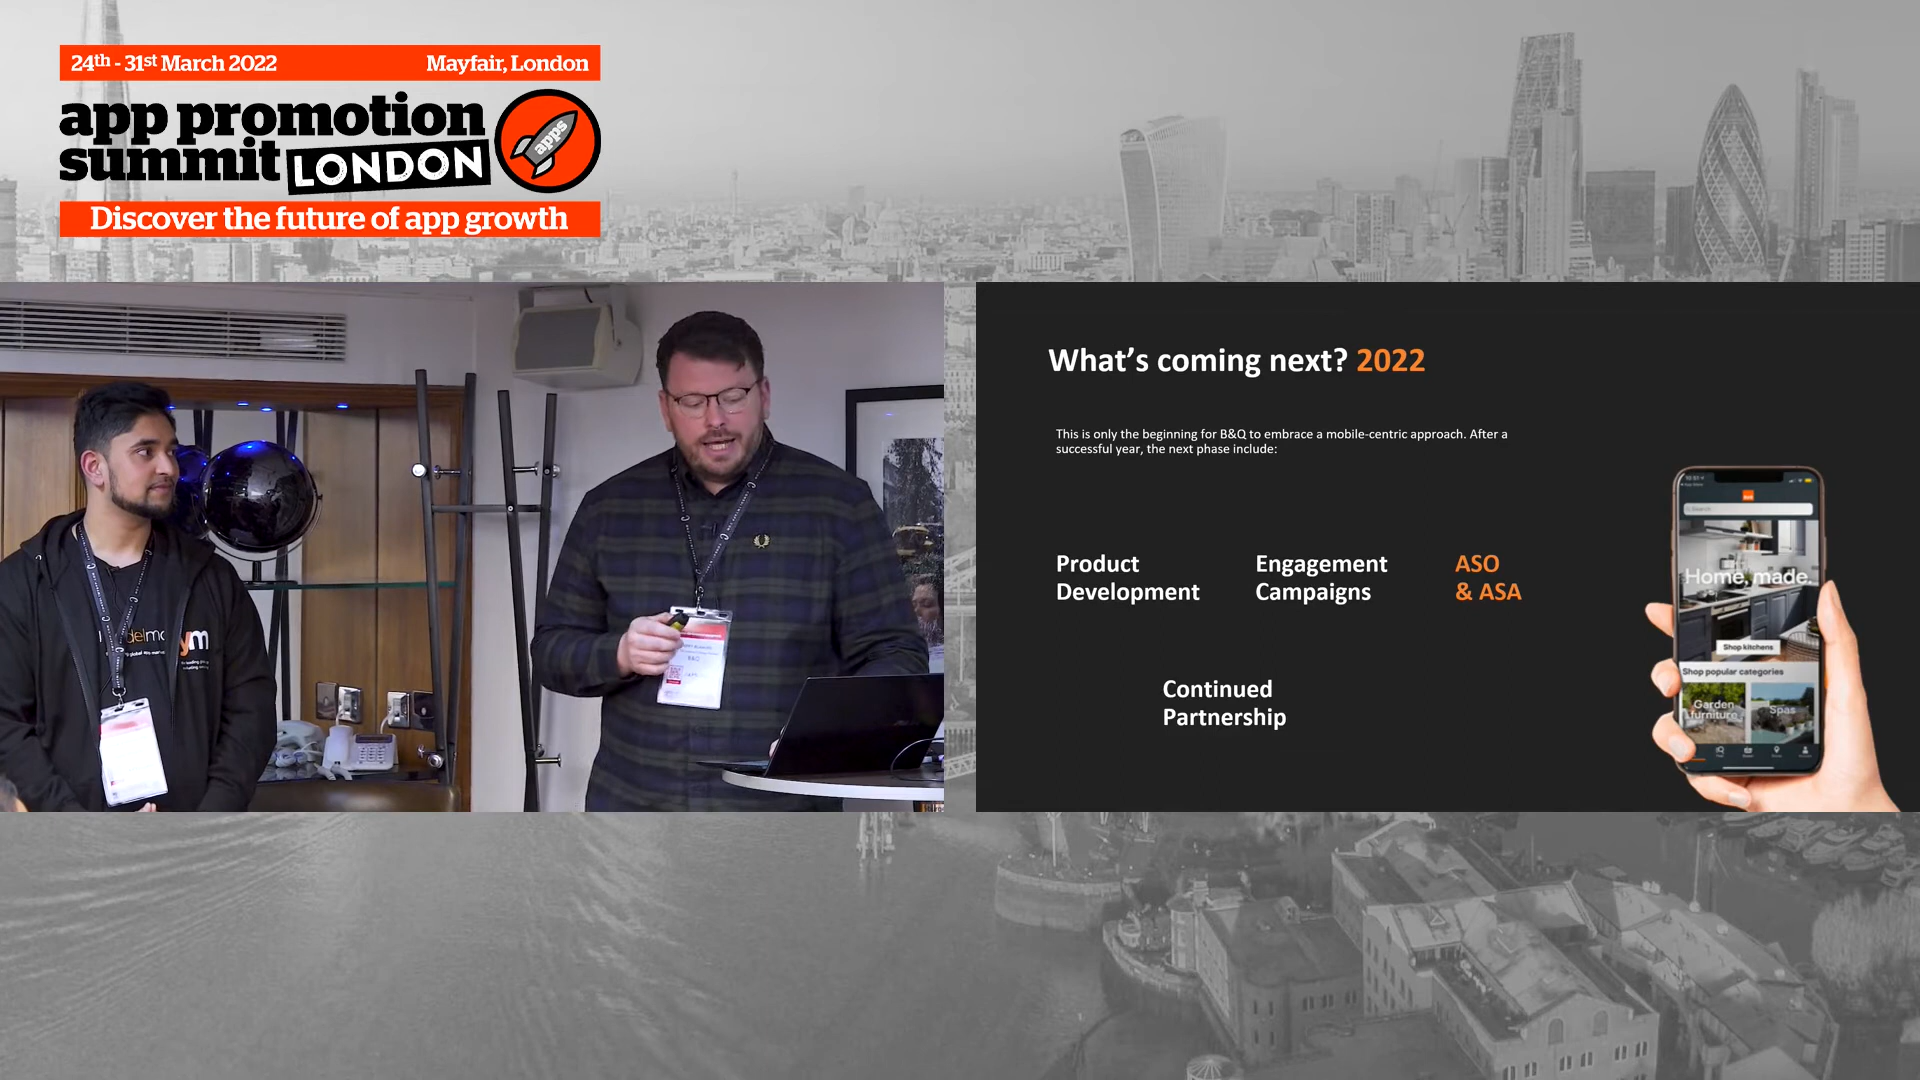 24th - 31st March 2022
Mayfair, London
app promotion
summit LONDON
apps
Discover the future of app growth
What's coming next? 2022
This is only the beginning for B&Q to embrace a mobile-centric approach. After a
successful year, the next phase include:
Product
Development
Engagement
Campaigns
ASO
& ASA
Continued
Partnership
Search
Home, made.
Shop kitchens
Shop popular categories
Garden
furniture
Spas
B&Q